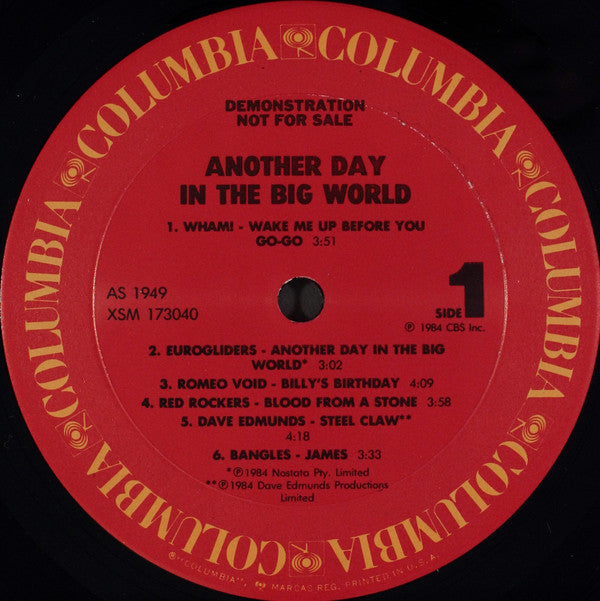 COLUMBIA COLUMBIA COLUMBIA COLUMBIA COLUMBIA COLUMBIA COLUMBIA COLUMBIA
DEMONSTRATION
NOT FOR SALE
ANOTHER DAY
IN THE BIG WORLD
1. WHAM! - WAKE ME UP BEFORE YOU
GO-GO 3:51
AS 1949
XSM 173040
SIDE 1
℗ 1984 CBS Inc.
2. EUROGLIDERS - ANOTHER DAY IN THE BIG
WORLD* 3:02
3. ROMEO VOID - BILLY'S BIRTHDAY 4:09
4. RED ROCKERS - BLOOD FROM A STONE 3:58
5. DAVE EDMUNDS - STEEL CLAW**
4:18
6. BANGLES - JAMES 3:33
*℗1984 Nostata Pty. Limited
**℗1984 Dave Edmunds Productions
Limited
®"COLUMBIA", MARCAS REG. PRINTED IN U.S.A.